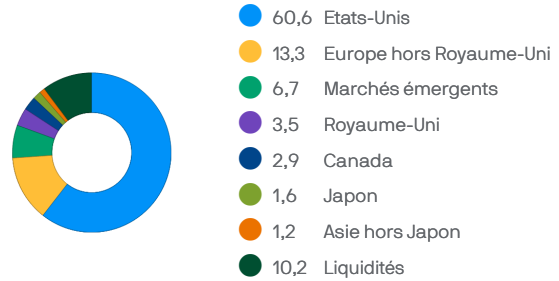 60,6 Etats-Unis
13,3 Europe hors Royaume-Uni
6,7 Marchés émergents
3,5 Royaume-Uni
2,9 Canada
1,6 Japon
1,2 Asie hors Japon
10,2 Liquidités